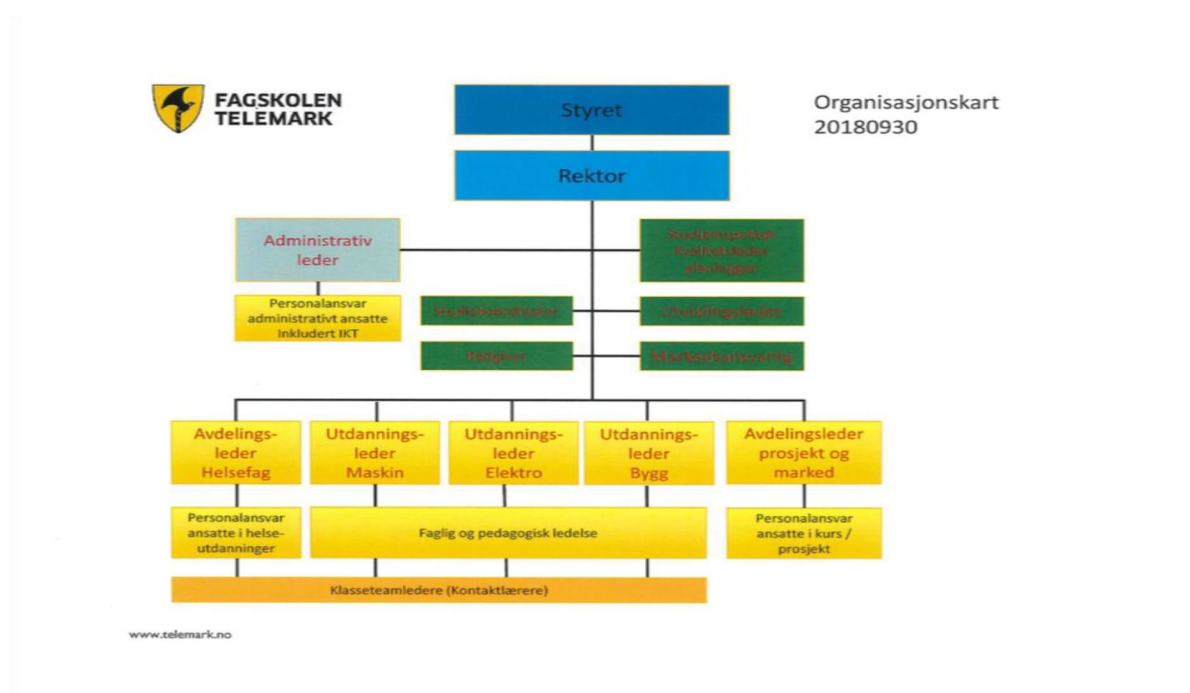 FAGSKOLEN
TELEMARK
Organisasjonskart
20180930
Styret
Rektor
Administrativ
leder
Personalansvar
administrativt ansatte
Inkludert IKT
Markedsansvarlig
Avdelings-
leder
Helsefag
Utdannings-
leder
Maskin
Utdannings-
leder
Elektro
Utdannings-
leder
Bygg
Avdelingsleder
prosjekt og
marked
Personalansvar
ansatte i helse-
utdanninger
Faglig og pedagogisk ledelse
Personalansvar
ansatte i kurs /
prosjekt
Klasseteamledere (Kontaktlærere)
www.telemark.no